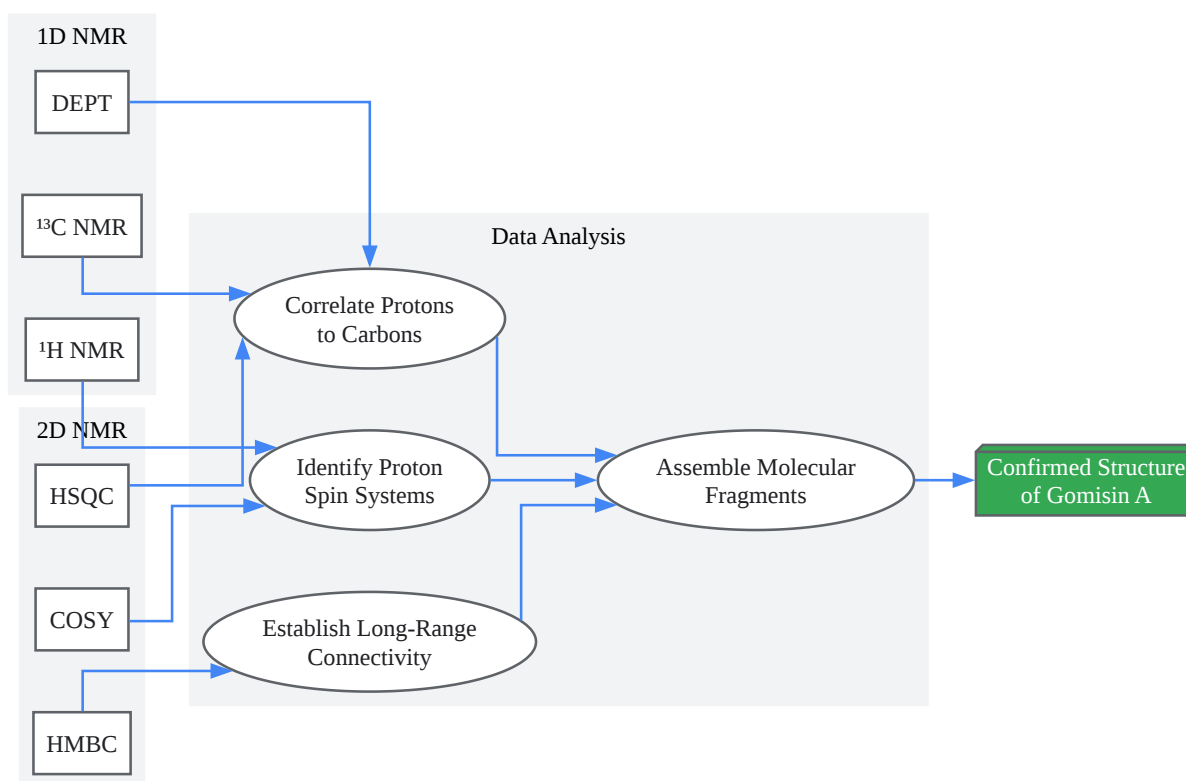 1D NMR
DEPT
¹³C NMR
¹H NMR
2D NMR
HSQC
COSY
HMBC
Data Analysis
Correlate Protons
to Carbons
Identify Proton
Spin Systems
Establish Long-Range
Connectivity
Assemble Molecular
Fragments
Confirmed Structure
of Gomisin A